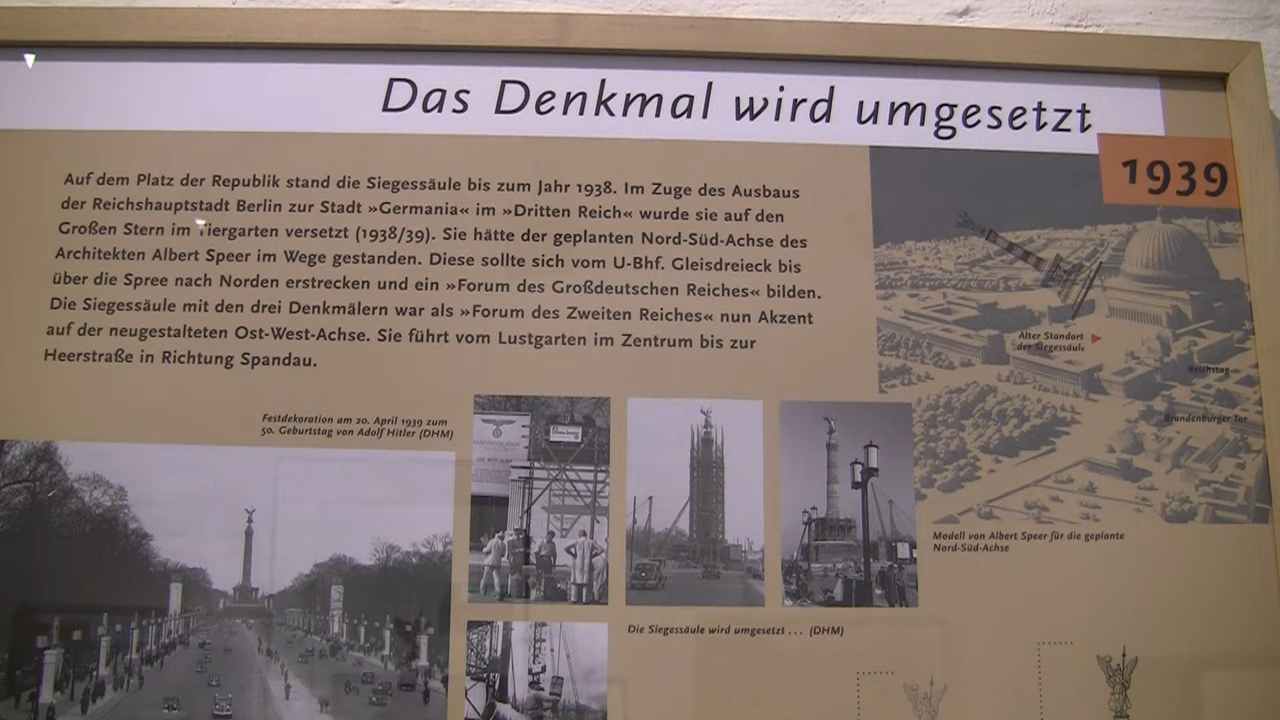 Das Denkmal wird umgesetzt
1939
Auf dem Platz der Republik stand die Siegessäule bis zum Jahr 1938. Im Zuge des Ausbaus
der Reichshauptstadt Berlin zur Stadt »Germania« im »Dritten Reich« wurde sie auf den
Großen Stern im Tiergarten versetzt (1938/39). Sie hätte der geplanten Nord-Süd-Achse des
Architekten Albert Speer im Wege gestanden. Diese sollte sich vom U-Bhf. Gleisdreieck bis
über die Spree nach Norden erstrecken und ein »Forum des Großdeutschen Reiches« bilden.
Die Siegessäule mit den drei Denkmälern war als »Forum des Zweiten Reiches« nun Akzent
auf der neugestalteten Ost-West-Achse. Sie führt vom Lustgarten im Zentrum bis zur
Heerstraße in Richtung Spandau.
Alter Standort
der Siegessäule
Reichstag
Brandenburger Tor
Festdekoration am 20. April 1939 zum
50. Geburtstag von Adolf Hitler (DHM)
Modell von Albert Speer für die geplante
Nord-Süd-Achse
Die Siegessäule wird umgesetzt . . . (DHM)